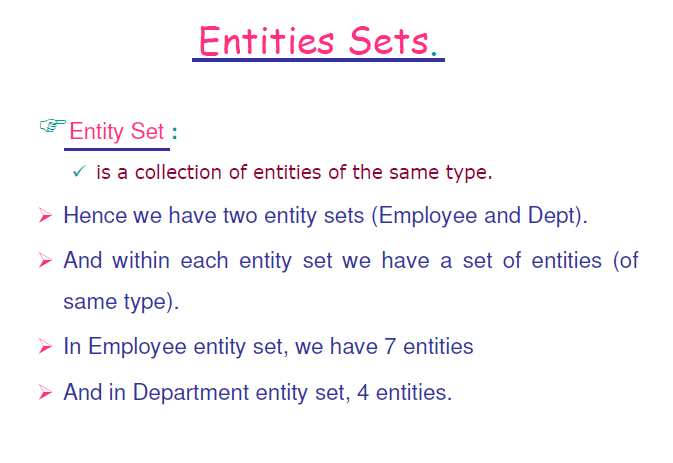 Entities Sets.
Entity Set :
✓ is a collection of entities of the same type.
➢ Hence we have two entity sets (Employee and Dept).
➢ And within each entity set we have a set of entities (of
same type).
➢ In Employee entity set, we have 7 entities
➢ And in Department entity set, 4 entities.